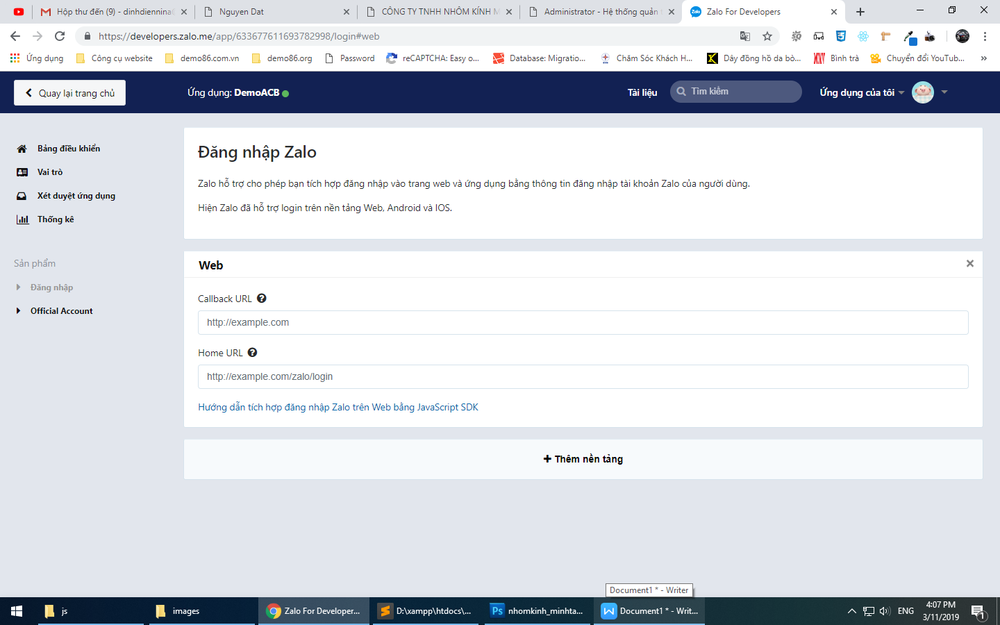 Hộp thư đến (9) - dinhdiennina
Nguyen Dat
CÔNG TY TNHH NHÔM KÍNH M
Administrator - Hệ thống quản
Zalo For Developers
https://developers.zalo.me/app/633677611693782998/login#web
Ứng dụng
Công cụ website
demo86.com.vn
demo86.org
Password
reCAPTCHA: Easy o...
Database: Migratio...
Chăm Sóc Khách H...
Dây đồng hồ da bò...
Bình trà
Chuyển đổi YouTub...
»
Quay lại trang chủ
Ứng dụng: DemoACB
Tài liệu
Tìm kiếm
Ứng dụng của tôi
Bảng điều khiển
Vai trò
Xét duyệt ứng dụng
Thống kê
Sản phẩm
Đăng nhập
Official Account
Đăng nhập Zalo
Zalo hỗ trợ cho phép bạn tích hợp đăng nhập vào trang web và ứng dụng bằng thông tin đăng nhập tài khoản Zalo của người dùng.
Hiện Zalo đã hỗ trợ login trên nền tảng Web, Android và IOS.
Web
Callback URL
http://example.com
Home URL
http://example.com/zalo/login
Hướng dẫn tích hợp đăng nhập Zalo trên Web bằng JavaScript SDK
+ Thêm nền tảng
Document1 * - Writer
js
images
Zalo For Developer...
D:\xampp\htdocs\...
Ps
nhomkinh_minhta...
Document1 * - Writ...
ENG
4:07 PM
3/11/2019
1